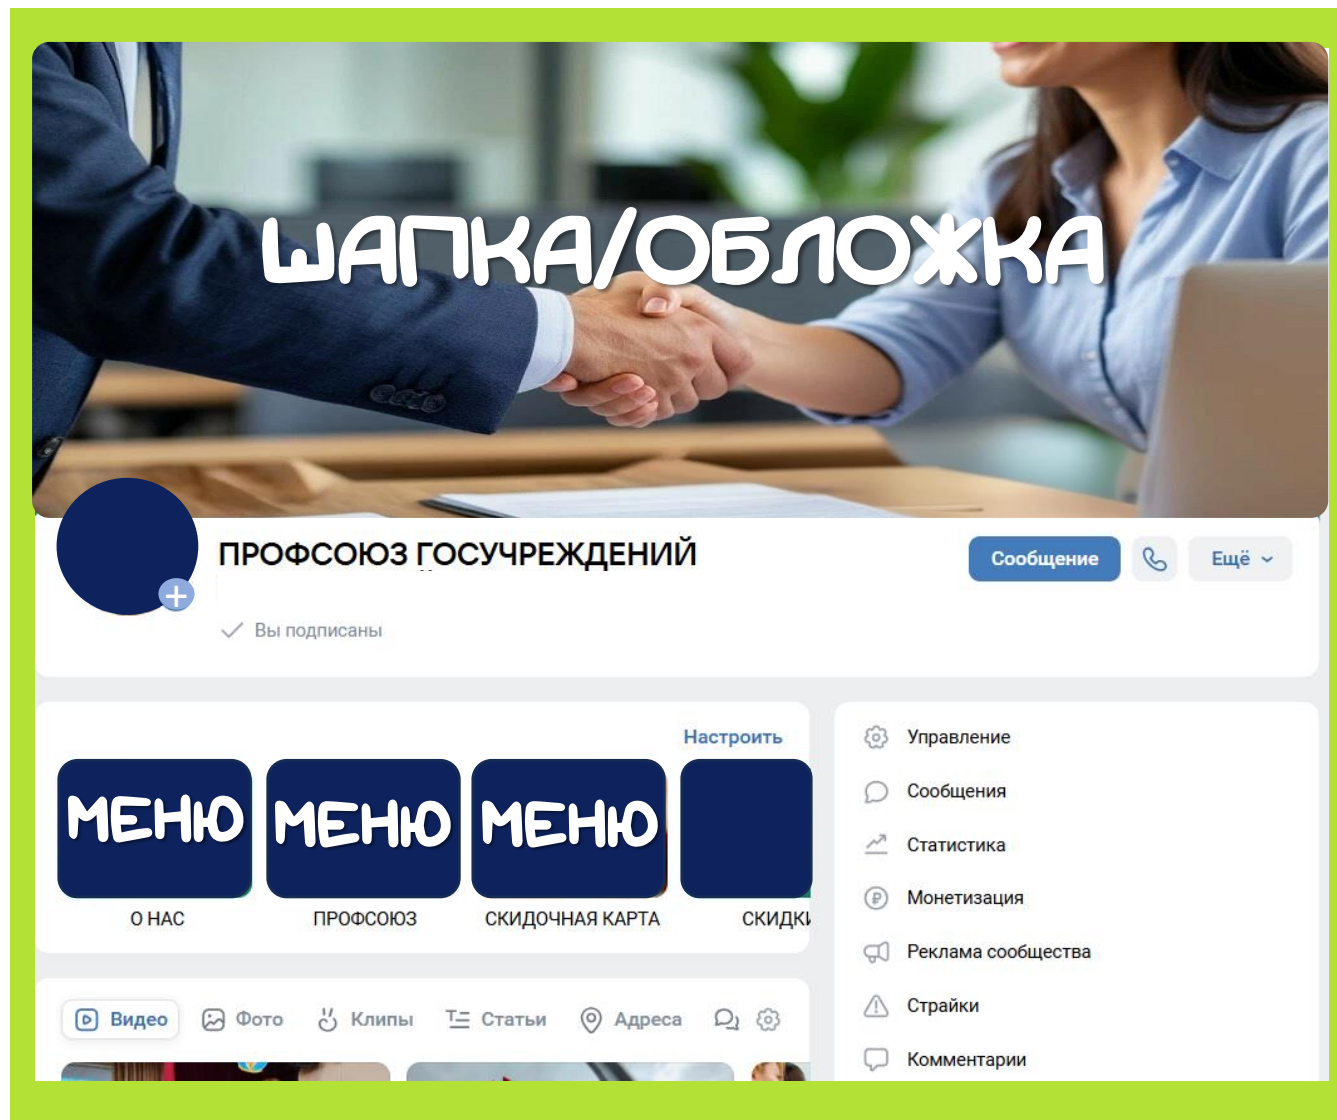 ШАПКА/ОБЛОЖКА
ПРОФСОЮЗ ГОСУЧРЕЖДЕНИЙ
Сообщение
Ещё
Вы подписаны
Настроить
МЕНЮ МЕНЮ МЕНЮ
О НАС ПРОФСОЮЗ СКИДОЧНАЯ КАРТА СКИДКИ
Видео Фото Клипы Статьи Адреса
Управление
Сообщения
Статистика
Монетизация
Реклама сообщества
Страйки
Комментарии